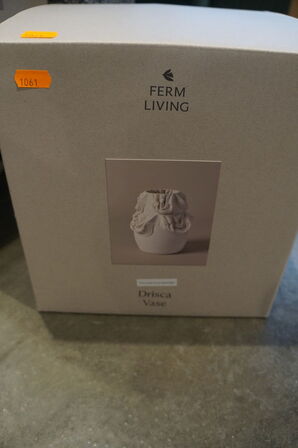 1061
FERM
LIVING
Drisca
Vase